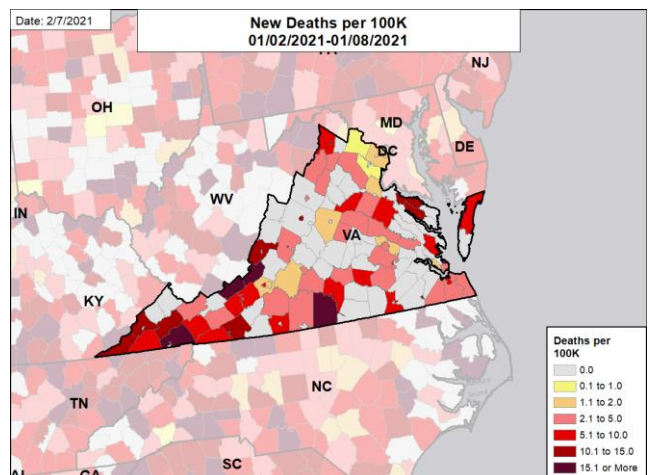 Date: 2/7/2021
New Deaths per 100K
01/02/2021-01/08/2021
NJ
OH
MD
DC
DE
WV
IN
VA
KY
Deaths per
100K
0.0
0.1 to 1.0
1.1 to 2.0
2.1 to 5.0
5.1 to 10.0
10.1 to 15.0
15.1 or More
NC
TN
SC